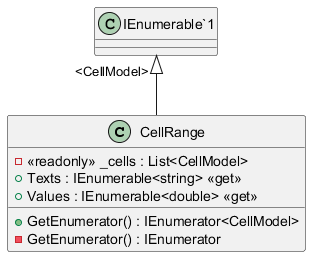 C IEnumerable`1
<CellModel>
C CellRange
«readonly» _cells : List<CellModel>
Texts : IEnumerable<string> «get»
Values : IEnumerable<double> «get»
GetEnumerator() : IEnumerator<CellModel>
GetEnumerator() : IEnumerator